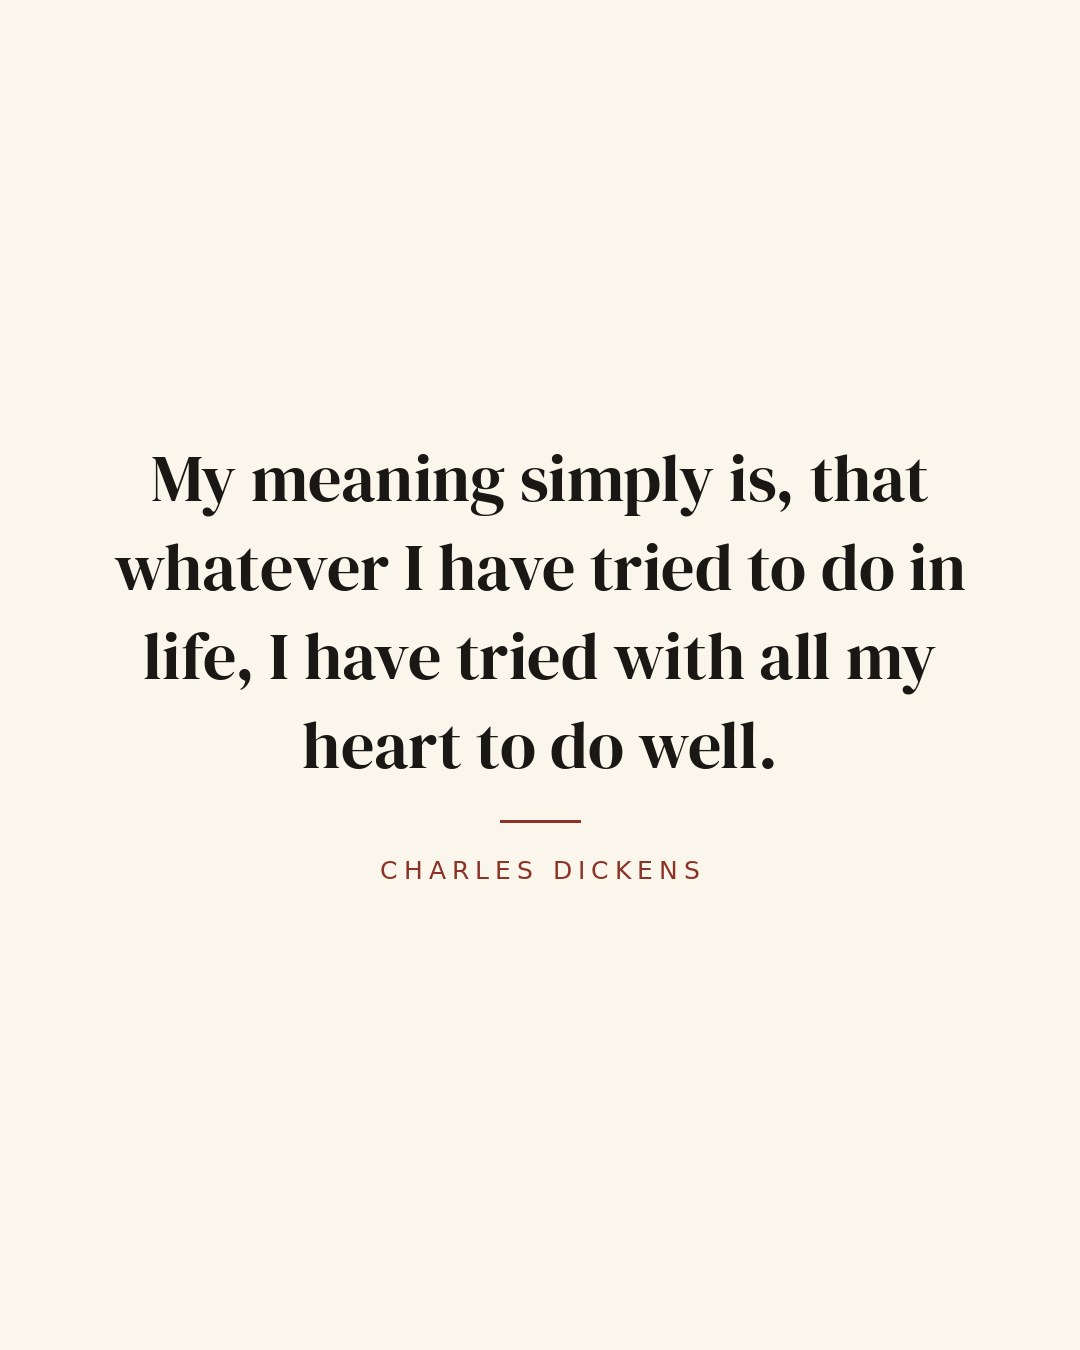 My meaning simply is, that
whatever I have tried to do in
life, I have tried with all my
heart to do well.
CHARLES DICKENS